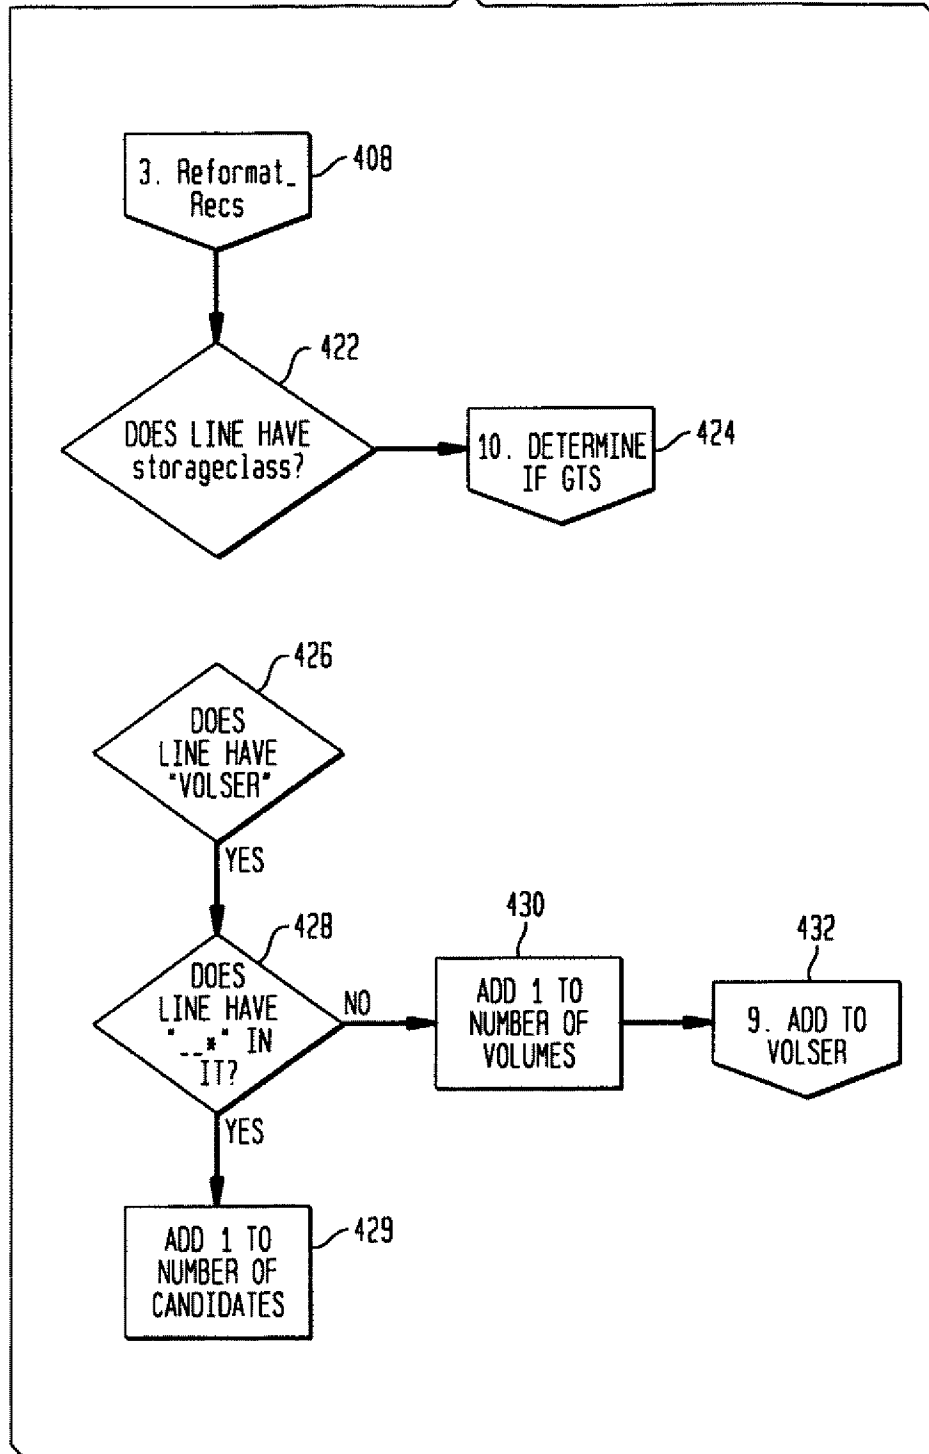 3. Reformat_
Recs
408
422
DOES LINE HAVE
storageclass?
10. DETERMINE
IF GTS
424
426
DOES
LINE HAVE
"VOLSER"
YES
428
DOES
LINE HAVE
"__*" IN
IT?
NO
430
ADD 1 TO
NUMBER OF
VOLUMES
432
9. ADD TO
VOLSER
YES
ADD 1 TO
NUMBER OF
CANDIDATES
429